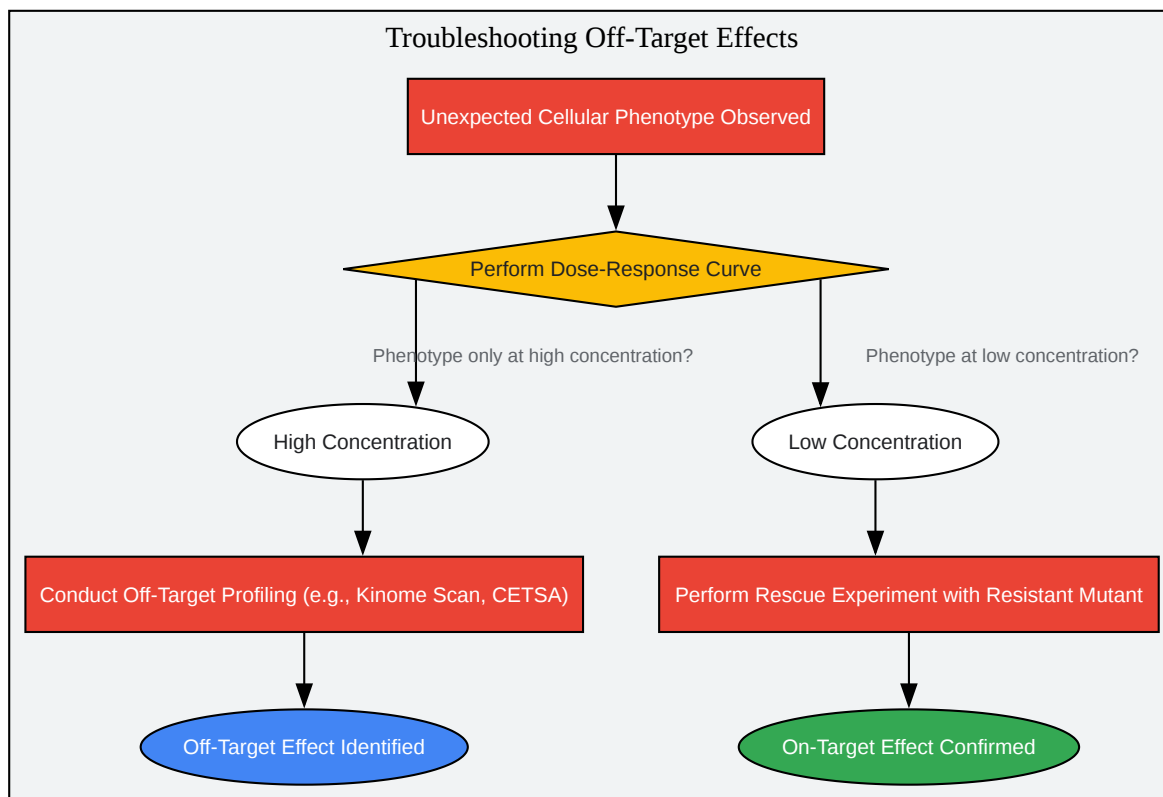 Troubleshooting Off-Target Effects
Unexpected Cellular Phenotype Observed
Perform Dose-Response Curve
Phenotype only at high concentration?
Phenotype at low concentration?
High Concentration
Low Concentration
Conduct Off-Target Profiling (e.g., Kinome Scan, CETSA)
Perform Rescue Experiment with Resistant Mutant
Off-Target Effect Identified
On-Target Effect Confirmed